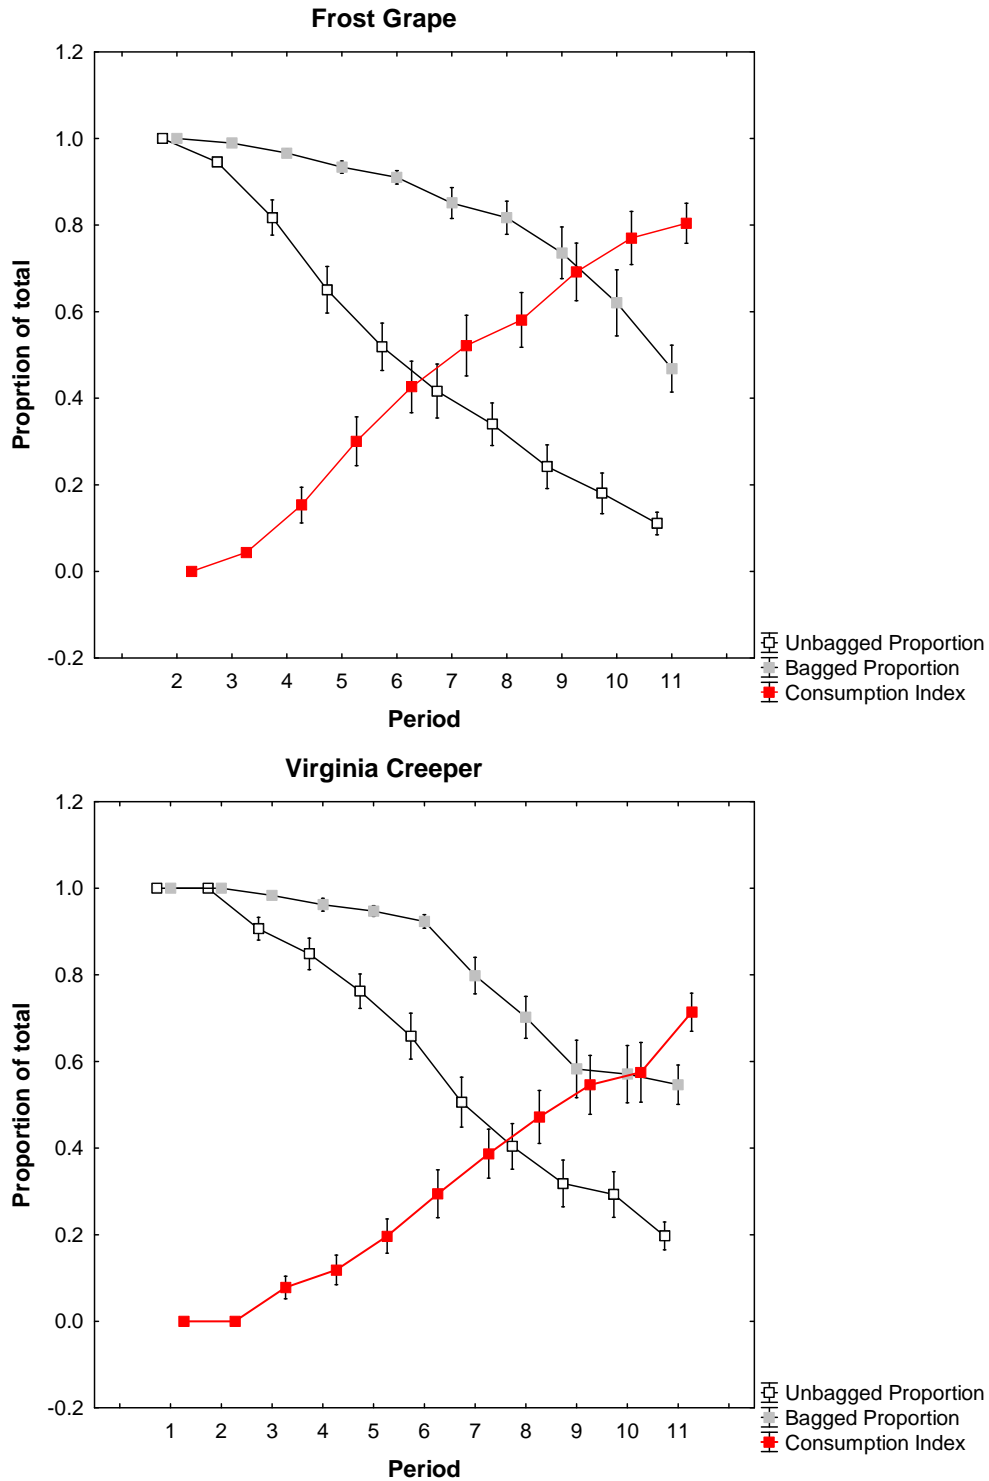 Frost Grape
1.2
1.0
0.8
0.6
0.4
0.2
0.0
-0.2
Proprtion of total
2 3 4 5 6 7 8 9 10 11
Period
Unbagged Proportion
Bagged Proportion
Consumption Index
Virginia Creeper
1.2
1.0
0.8
0.6
0.4
0.2
0.0
-0.2
Proportion of total
1 2 3 4 5 6 7 8 9 10 11
Period
Unbagged Proportion
Bagged Proportion
Consumption Index